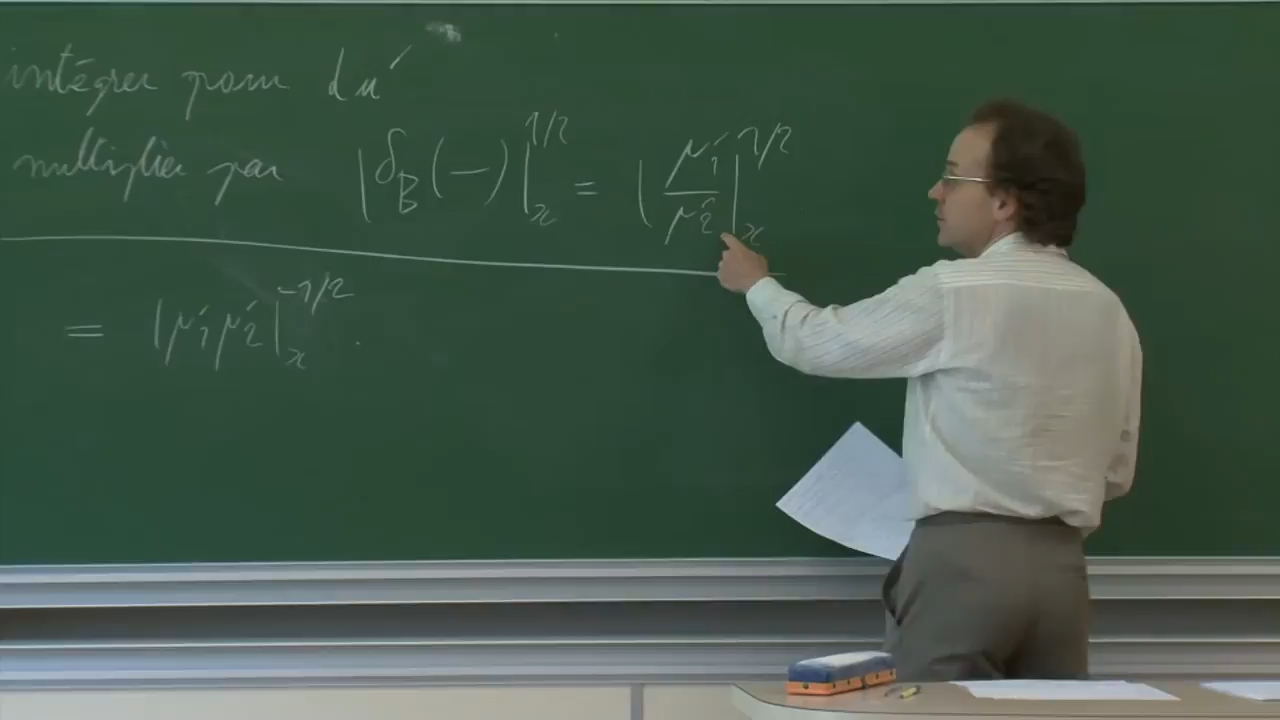 intégrer pour du'
multiplier par |δ_B(−)|_x^{1/2} = |μ'_1/μ'_2|_x^{1/2}
= |μ'_1 μ'_2|_x^{-1/2} .